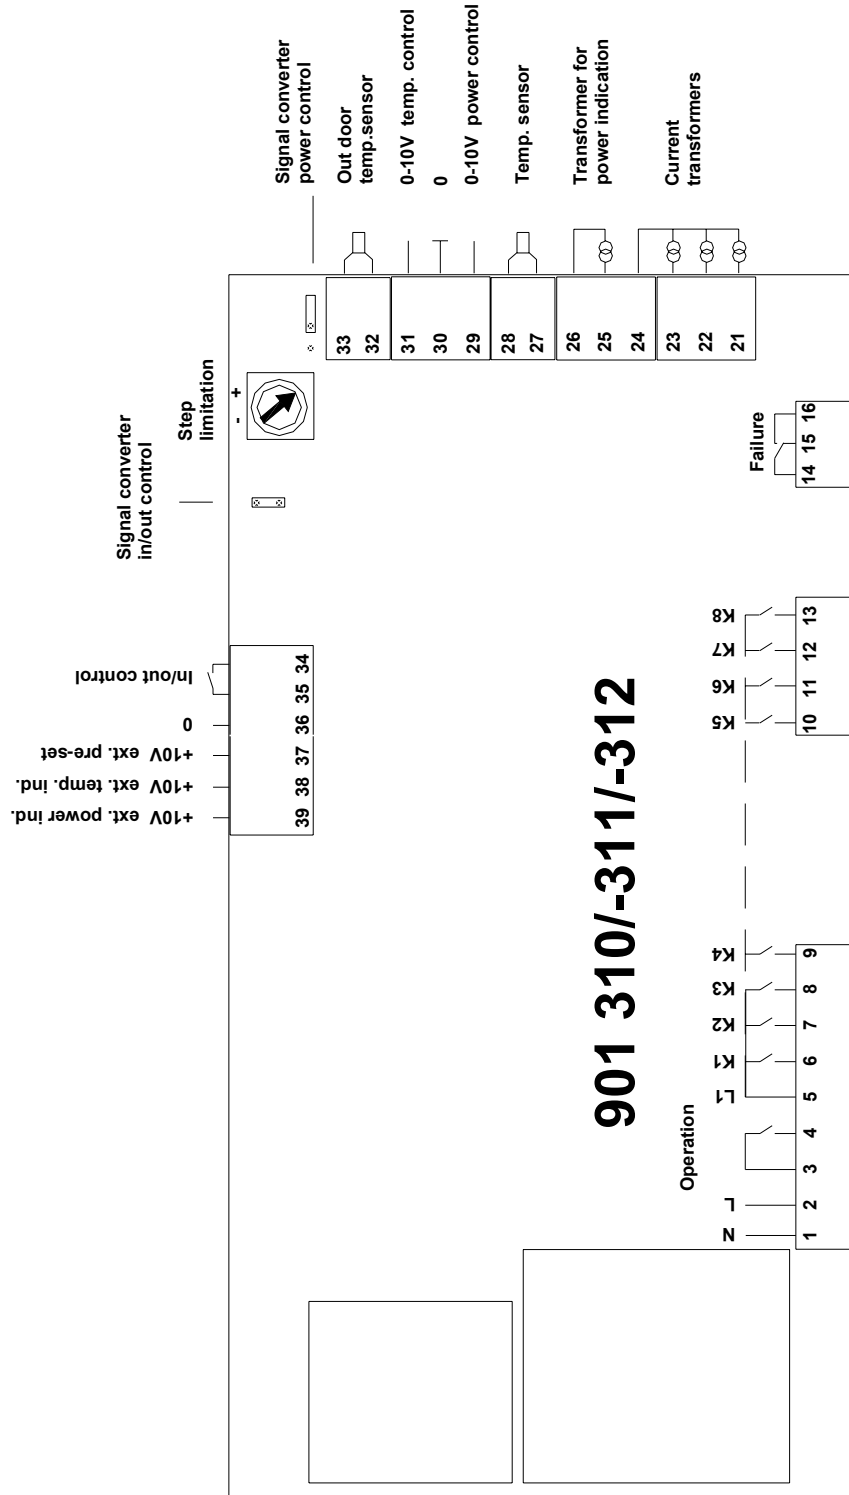 Signal converter
power control
Out door
temp.sensor
0-10V temp. control
0
0-10V power control
Temp. sensor
Transformer for
power indication
Current
transformers
33
32
31
30
29
28
27
26
25
24
23
22
21
Step
limitation
- +
Signal converter
in/out control
Failure
14 15 16
In/out control
0
+10V ext. pre-set
+10V ext. temp. ind.
+10V ext. power ind.
34
35
36
37
38
39
901 310/-311/-312
K8
K7
K6
K5
13
12
11
10
K4
K3
K2
K1
L1
Operation
L
N
9
8
7
6
5
4
3
2
1